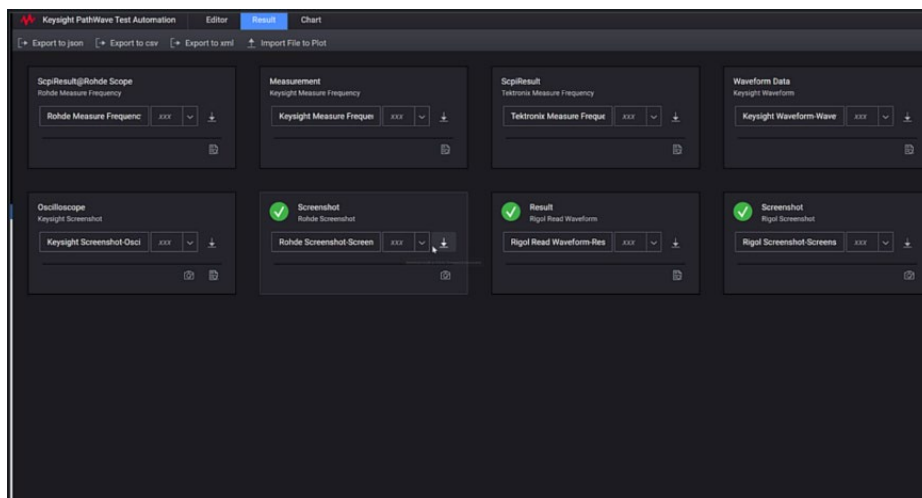 Keysight PathWave Test Automation Editor Result Chart
Export to json Export to csv Export to xml Import File to Plot
ScpiResult@Rohde Scope
Rohde Measure Frequency
Rohde Measure Frequenc xxx
Measurement
Keysight Measure Frequency
Keysight Measure Frequer xxx
ScpiResult
Tektronix Measure Frequency
Tektronix Measure Freque xxx
Waveform Data
Keysight Waveform
Keysight Waveform-Wave xxx
Oscilloscope
Keysight Screenshot
Keysight Screenshot-Osci xxx
Screenshot
Rohde Screenshot
Rohde Screenshot-Screen xxx
Result
Rigol Read Waveform
Rigol Read Waveform-Res xxx
Screenshot
Rigol Screenshot
Rigol Screenshot-Screens xxx